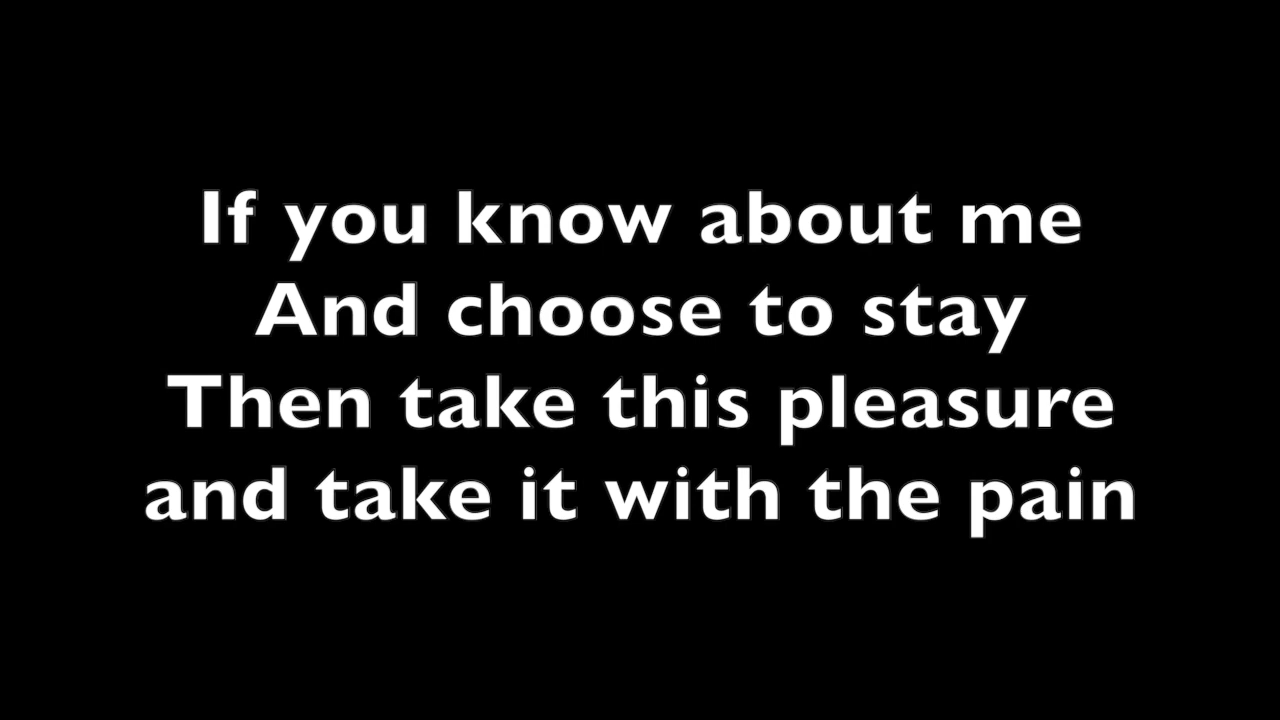 If you know about me
And choose to stay
Then take this pleasure
and take it with the pain